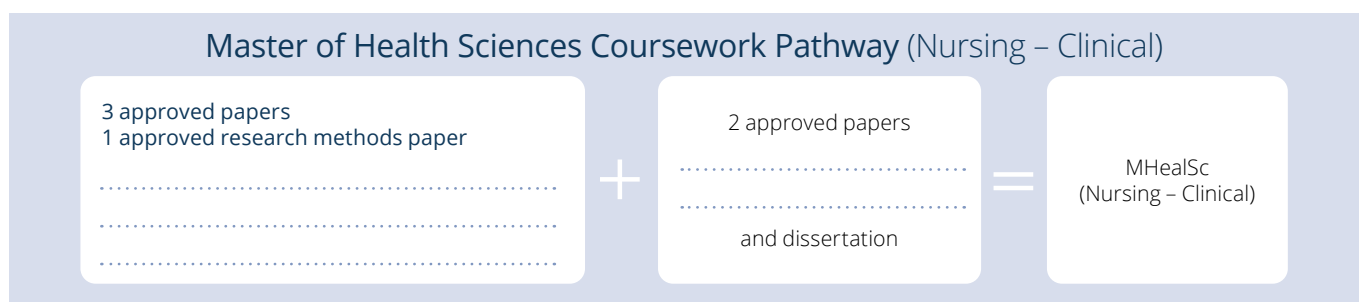 Master of Health Sciences Coursework Pathway (Nursing – Clinical)
3 approved papers
1 approved research methods paper
+
2 approved papers
and dissertation
=
MHealSc
(Nursing – Clinical)